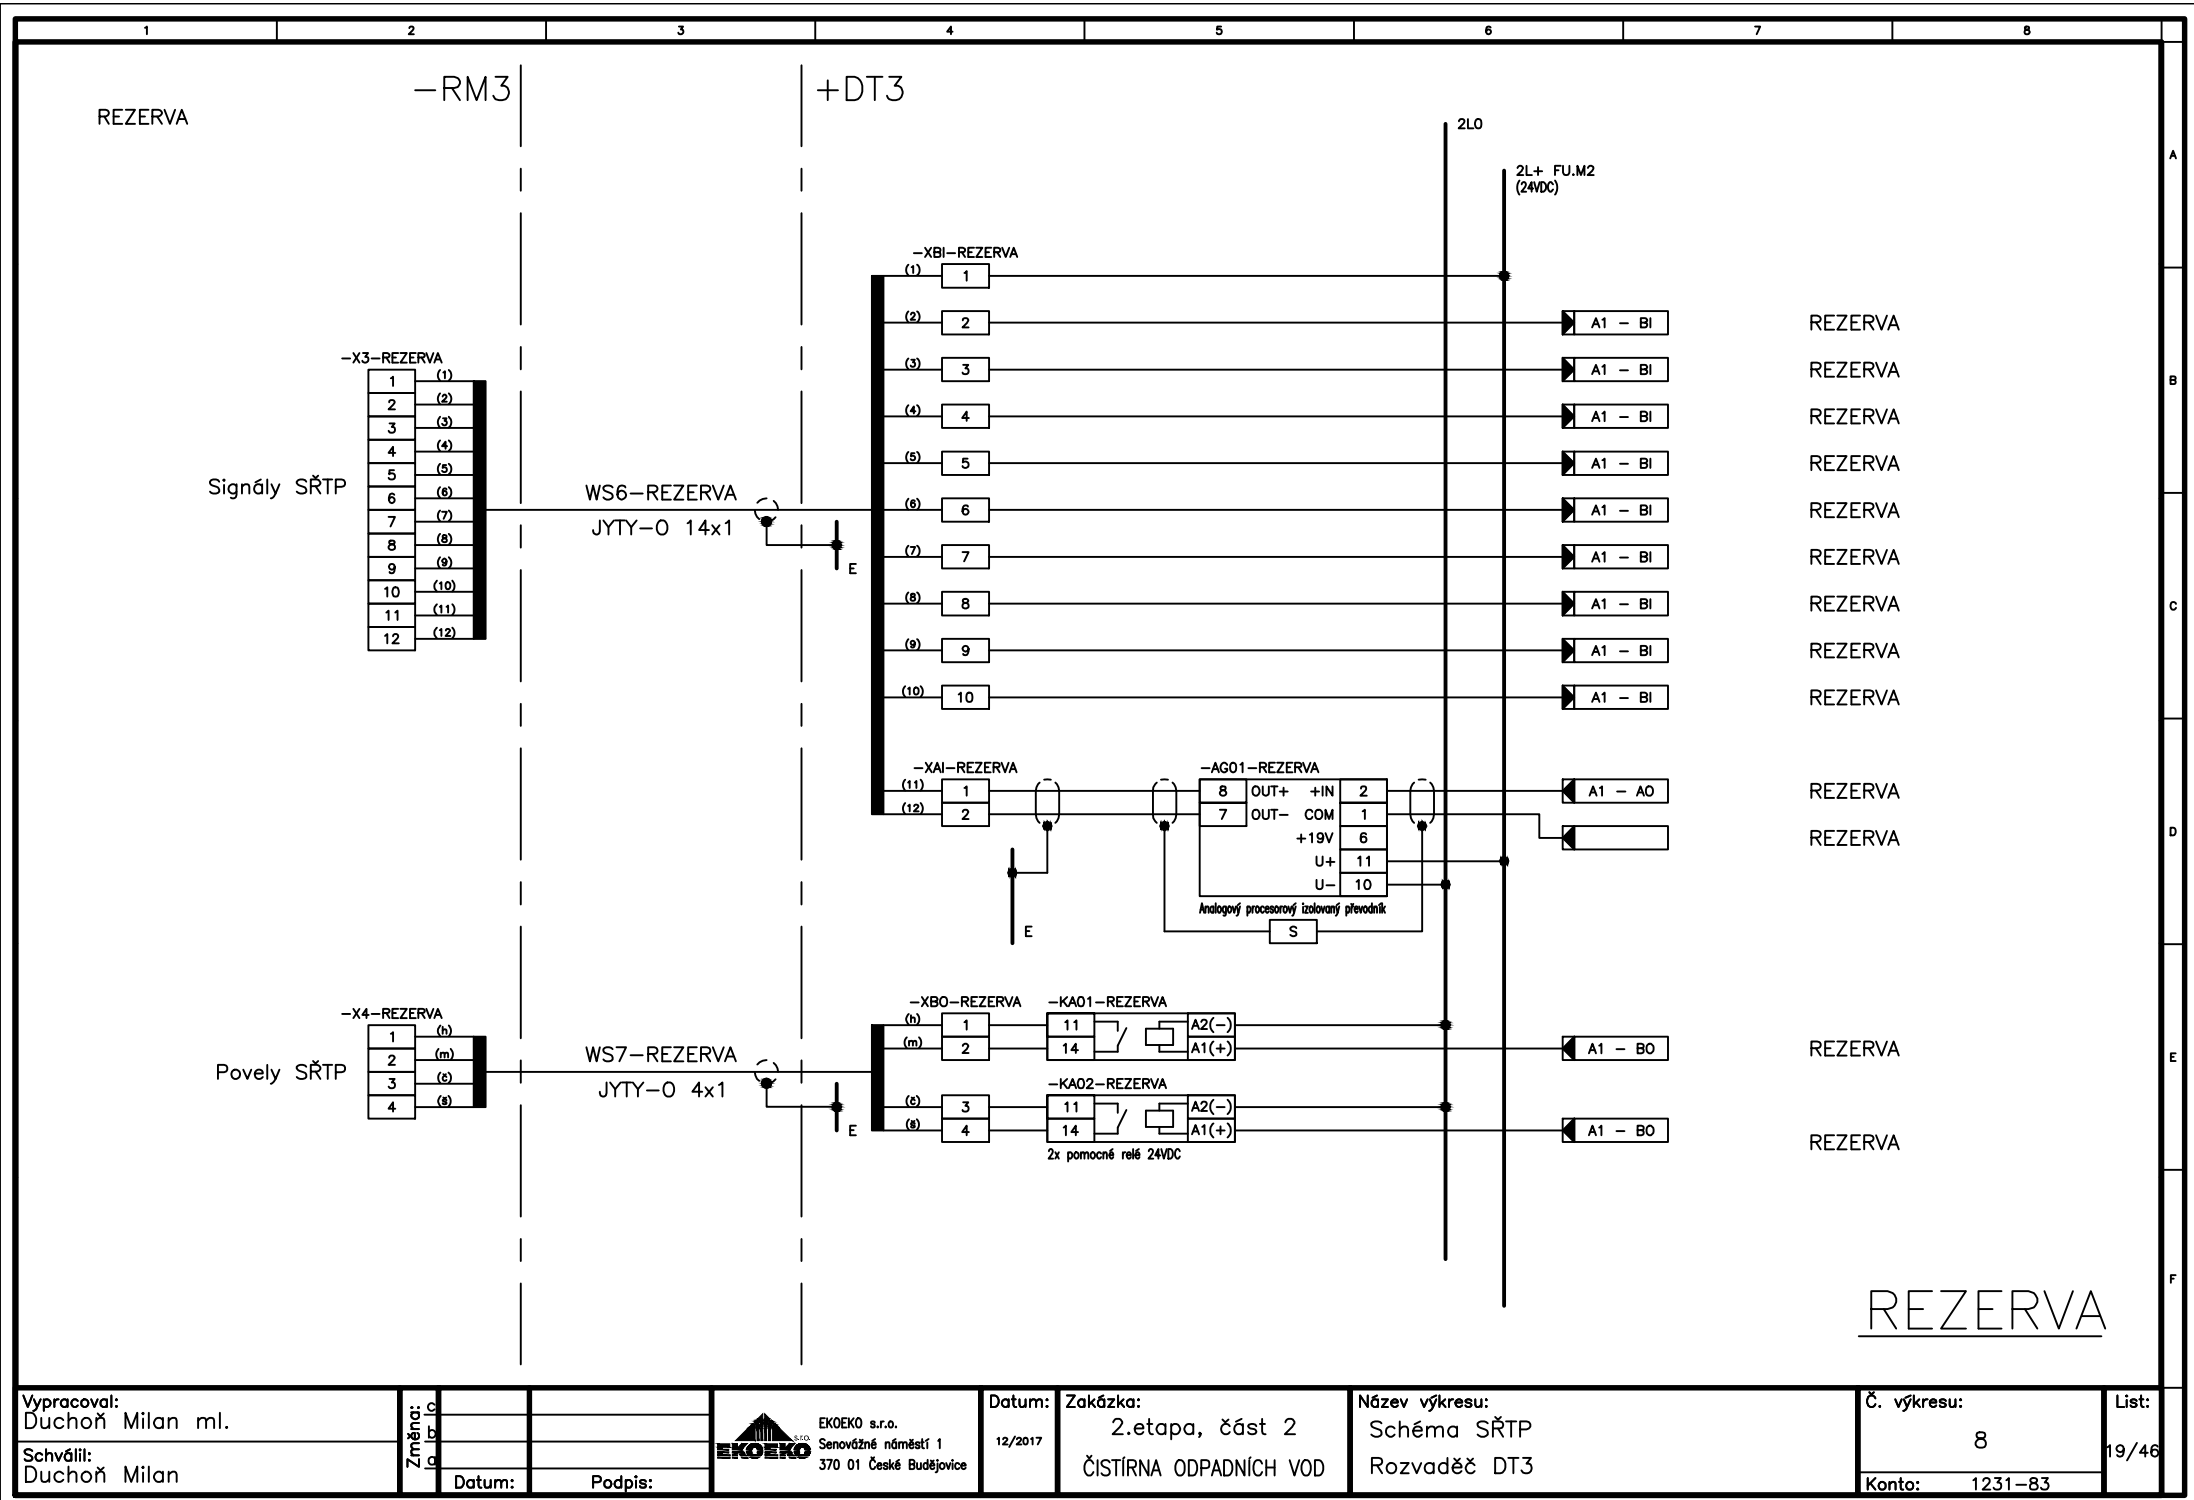 1 2 3 4 5 6 7 8
A
B
C
D
E
F
REZERVA
-RM3
+DT3
2L0
2L+ FU.M2
(24VDC)
-X3-REZERVA
1 (1)
2 (2)
3 (3)
4 (4)
5 (5)
6 (6)
7 (7)
8 (8)
9 (9)
10 (10)
11 (11)
12 (12)
Signály SŘTP
WS6-REZERVA
JYTY-O 14x1
E
-XBI-REZERVA
(1) 1
(2) 2 A1 - BI REZERVA
(3) 3 A1 - BI REZERVA
(4) 4 A1 - BI REZERVA
(5) 5 A1 - BI REZERVA
(6) 6 A1 - BI REZERVA
(7) 7 A1 - BI REZERVA
(8) 8 A1 - BI REZERVA
(9) 9 A1 - BI REZERVA
(10) 10 A1 - BI REZERVA
-XAI-REZERVA -AG01-REZERVA
(11) 1 8 OUT+ +IN 2 A1 - AO REZERVA
(12) 2 7 OUT- COM 1
+19V 6 REZERVA
U+ 11
U- 10
Analogový procesorový izolovaný převodník
E
S
-X4-REZERVA
1 (h)
2 (m)
3 (č)
4 (š)
Povely SŘTP
WS7-REZERVA
JYTY-O 4x1
E
-XBO-REZERVA -KA01-REZERVA
(h) 1 11 A2(-)
(m) 2 14 A1(+) A1 - BO REZERVA
-KA02-REZERVA
(č) 3 11 A2(-)
(š) 4 14 A1(+) A1 - BO REZERVA
2x pomocné relé 24VDC
REZERVA
Vypracoval:
Duchoň Milan ml.
Schválil:
Duchoň Milan
Změna:
c
b
a
Datum: Podpis:
EKOEKO s.r.o.
EKOEKO s.r.o.
Senovážné náměstí 1
370 01 České Budějovice
Datum:
12/2017
Zakázka:
2.etapa, část 2
ČISTÍRNA ODPADNÍCH VOD
Název výkresu:
Schéma SŘTP
Rozvaděč DT3
Č. výkresu:
8
Konto: 1231-83
List:
19/46